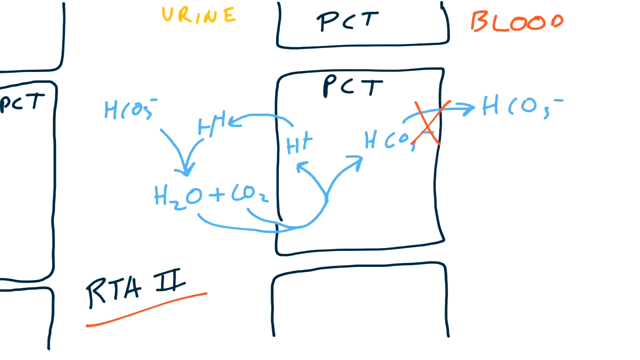 URINE
PCT
BLOOD
PCT
PCT
HCO3-
H+
H+
HCO3-
HCO3-
H2O + CO2
RTA II